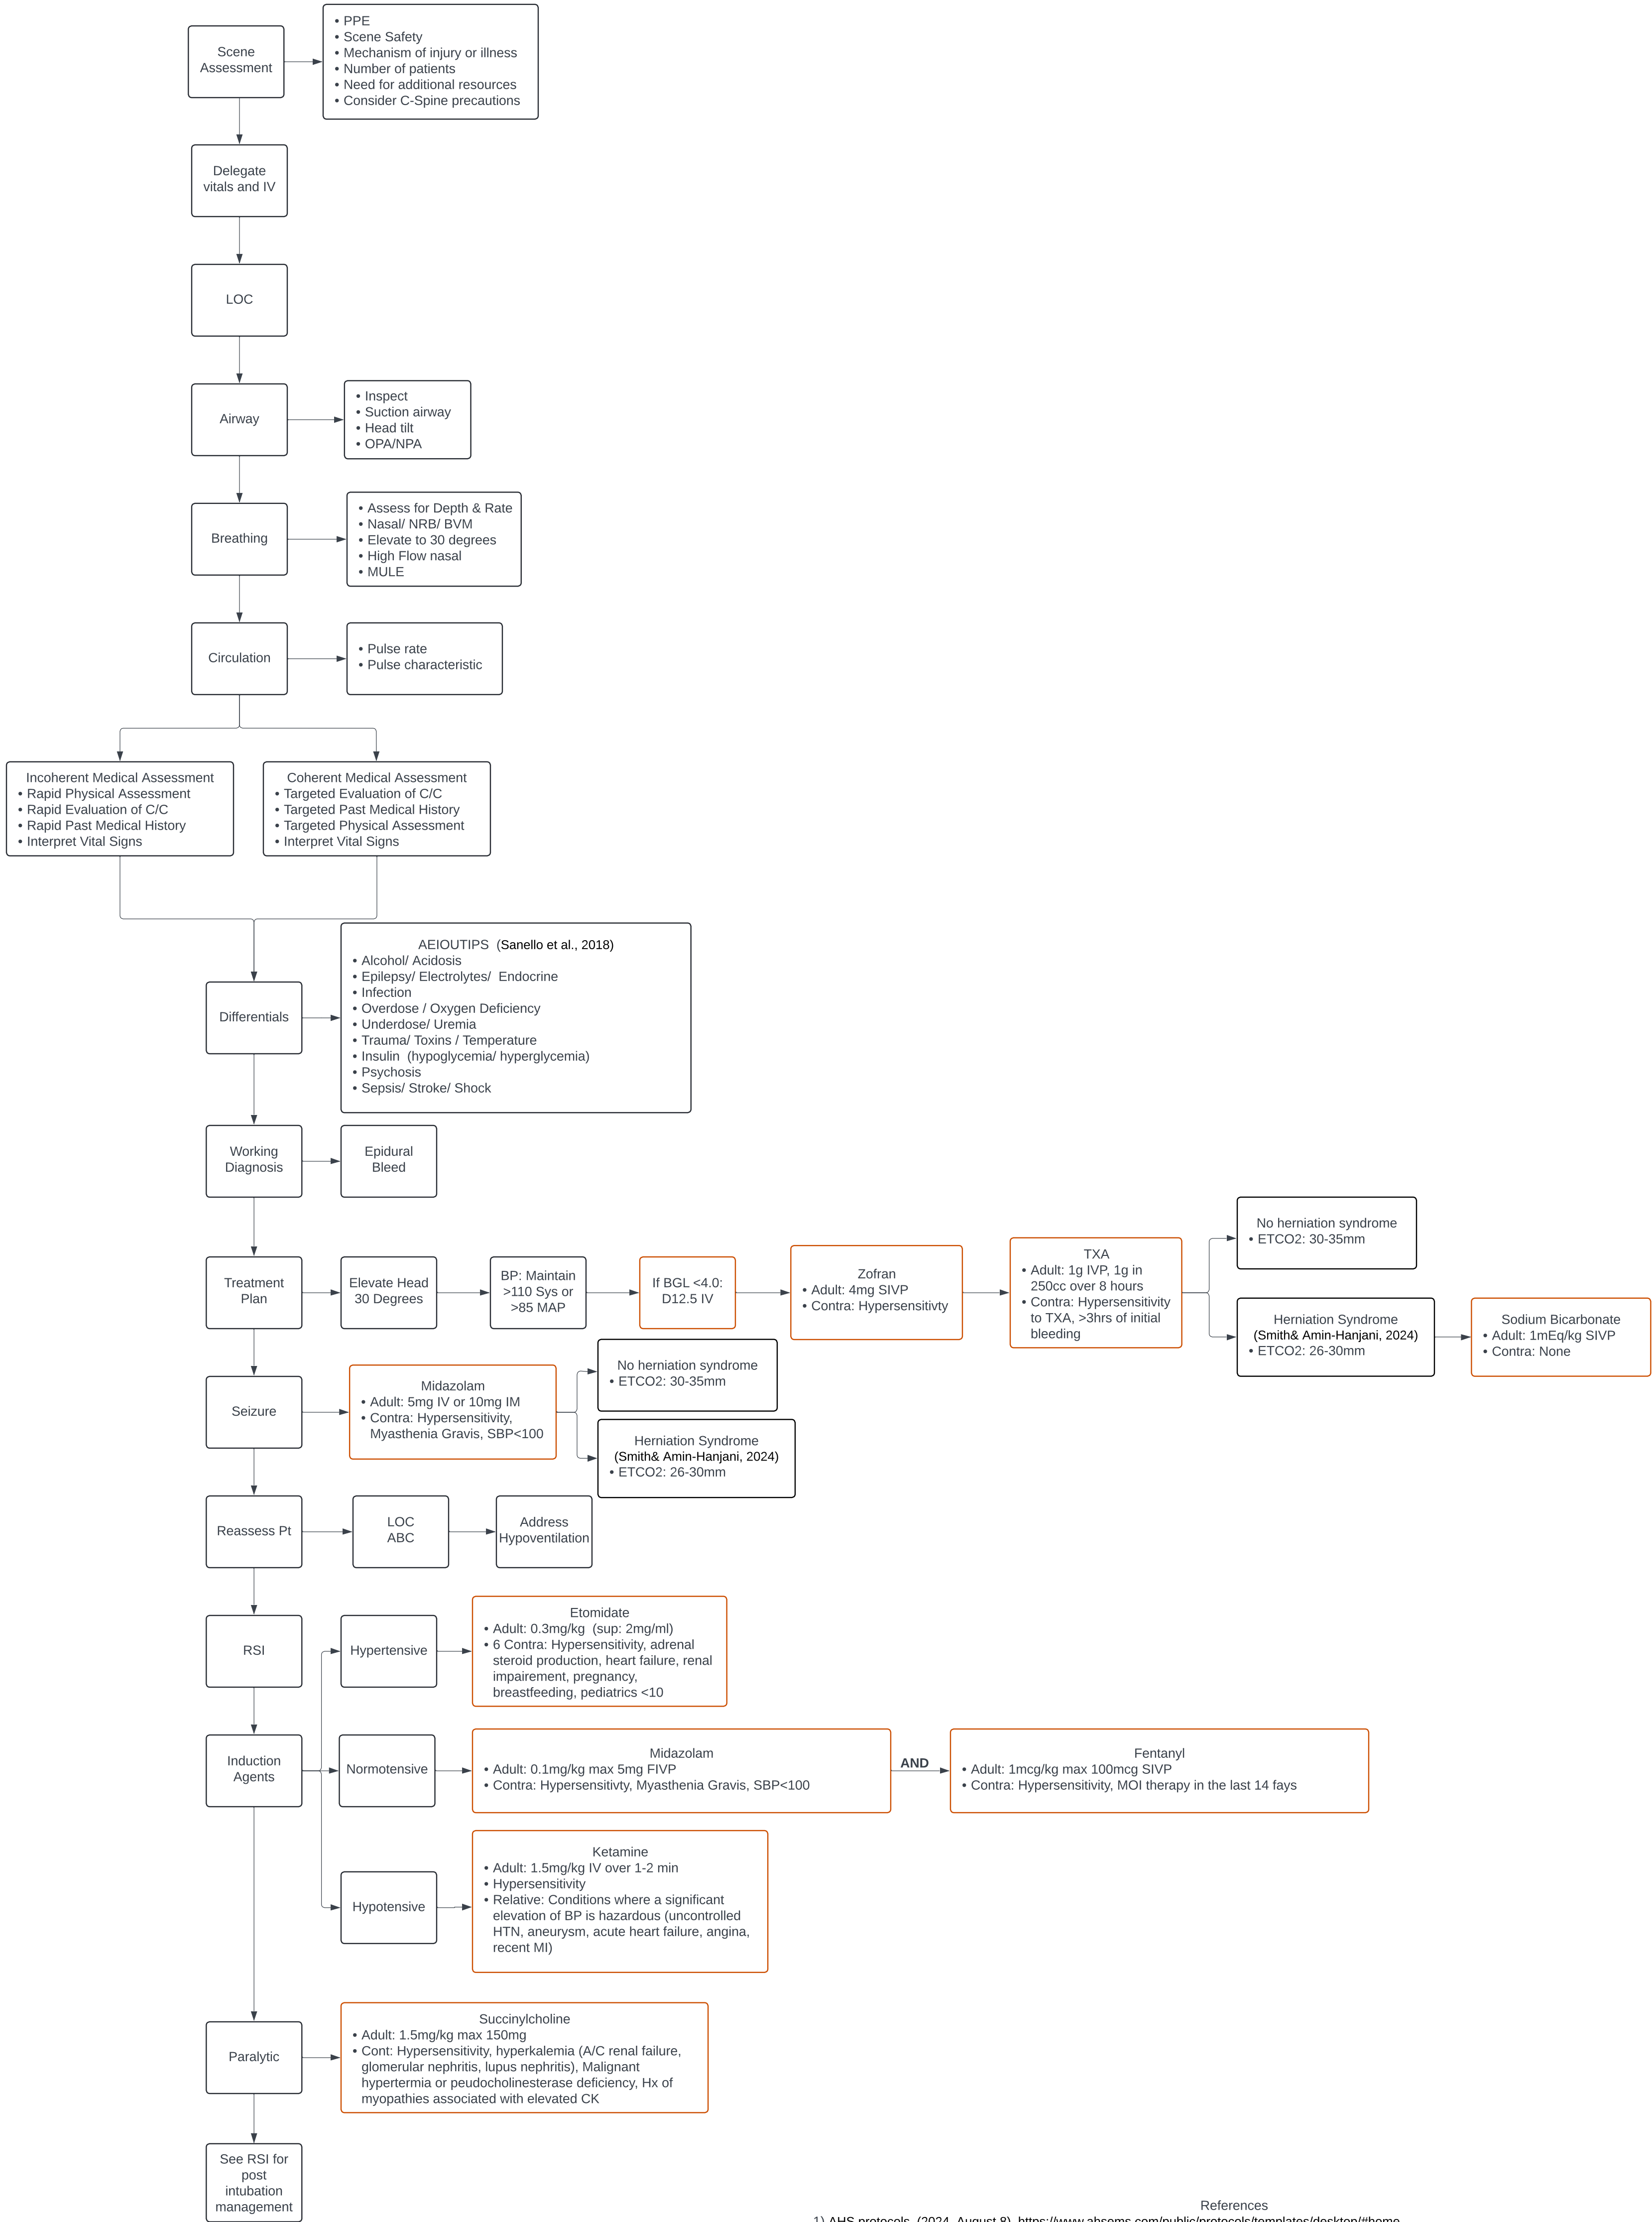 Scene
Assessment
• PPE
• Scene Safety
• Mechanism of injury or illness
• Number of patients
• Need for additional resources
• Consider C-Spine precautions
Delegate
vitals and IV
LOC
Airway
• Inspect
• Suction airway
• Head tilt
• OPA/NPA
Breathing
• Assess for Depth & Rate
• Nasal/ NRB/ BVM
• Elevate to 30 degrees
• High Flow nasal
• MULE
Circulation
• Pulse rate
• Pulse characteristic
Incoherent Medical Assessment
• Rapid Physical Assessment
• Rapid Evaluation of C/C
• Rapid Past Medical History
• Interpret Vital Signs
Coherent Medical Assessment
• Targeted Evaluation of C/C
• Targeted Past Medical History
• Targeted Physical Assessment
• Interpret Vital Signs
Differentials
AEIOUTIPS (Sanello et al., 2018)
• Alcohol/ Acidosis
• Epilepsy/ Electrolytes/ Endocrine
• Infection
• Overdose / Oxygen Deficiency
• Underdose/ Uremia
• Trauma/ Toxins / Temperature
• Insulin (hypoglycemia/ hyperglycemia)
• Psychosis
• Sepsis/ Stroke/ Shock
Working
Diagnosis
Epidural
Bleed
Treatment
Plan
Elevate Head
30 Degrees
BP: Maintain
>110 Sys or
>85 MAP
If BGL <4.0:
D12.5 IV
Zofran
• Adult: 4mg SIVP
• Contra: Hypersensitivty
TXA
• Adult: 1g IVP, 1g in
250cc over 8 hours
• Contra: Hypersensitivity
to TXA, >3hrs of initial
bleeding
No herniation syndrome
• ETCO2: 30-35mm
Herniation Syndrome
(Smith& Amin-Hanjani, 2024)
• ETCO2: 26-30mm
Sodium Bicarbonate
• Adult: 1mEq/kg SIVP
• Contra: None
Seizure
Midazolam
• Adult: 5mg IV or 10mg IM
• Contra: Hypersensitivity,
Myasthenia Gravis, SBP<100
No herniation syndrome
• ETCO2: 30-35mm
Herniation Syndrome
(Smith& Amin-Hanjani, 2024)
• ETCO2: 26-30mm
Reassess Pt
LOC
ABC
Address
Hypoventilation
RSI
Hypertensive
Etomidate
• Adult: 0.3mg/kg (sup: 2mg/ml)
• 6 Contra: Hypersensitivity, adrenal
steroid production, heart failure, renal
impairement, pregnancy,
breastfeeding, pediatrics <10
Induction
Agents
Normotensive
Midazolam
• Adult: 0.1mg/kg max 5mg FIVP
• Contra: Hypersensitivty, Myasthenia Gravis, SBP<100
AND
Fentanyl
• Adult: 1mcg/kg max 100mcg SIVP
• Contra: Hypersensitivity, MOI therapy in the last 14 fays
Hypotensive
Ketamine
• Adult: 1.5mg/kg IV over 1-2 min
• Hypersensitivity
• Relative: Conditions where a significant
elevation of BP is hazardous (uncontrolled
HTN, aneurysm, acute heart failure, angina,
recent MI)
Paralytic
Succinylcholine
• Adult: 1.5mg/kg max 150mg
• Cont: Hypersensitivity, hyperkalemia (A/C renal failure,
glomerular nephritis, lupus nephritis), Malignant
hypertermia or peudocholinesterase deficiency, Hx of
myopathies associated with elevated CK
See RSI for
post
intubation
management
References
1) AHS protocols. (2024, August 8). https://www.ahsems.com/public/protocols/templates/desktop/#home